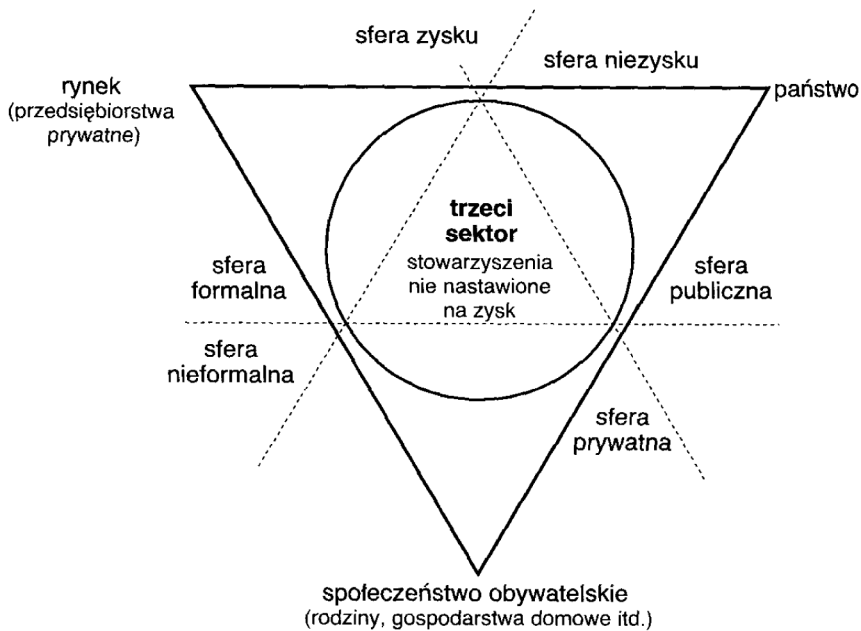 sfera zysku
sfera niezysku
rynek
(przedsiębiorstwa
prywatne)
państwo
trzeci
sektor
stowarzyszenia
nie nastawione
na zysk
sfera
formalna
sfera
publiczna
sfera
nieformalna
sfera
prywatna
społeczeństwo obywatelskie
(rodziny, gospodarstwa domowe itd.)